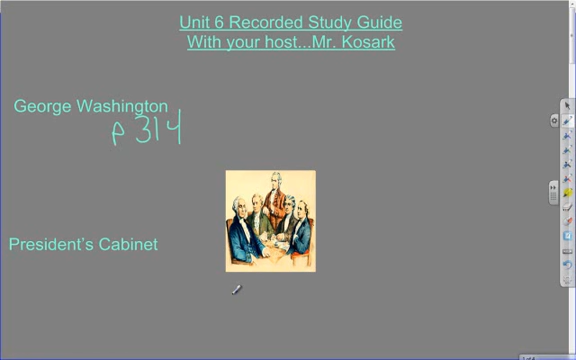 Unit 6 Recorded Study Guide
With your host...Mr. Kosark
George Washington
p 314
President's Cabinet